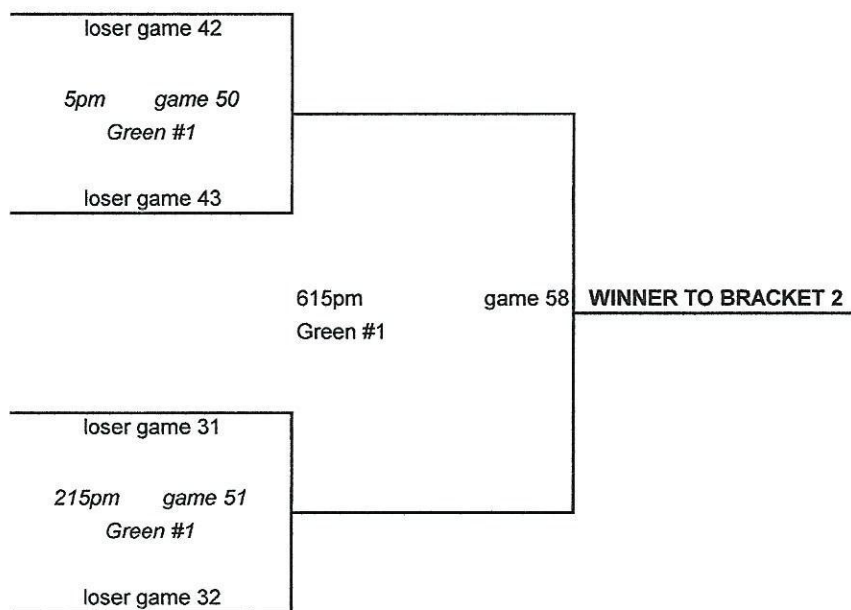 loser game 42
5pm game 50
Green #1
loser game 43
615pm game 58 WINNER TO BRACKET 2
Green #1
loser game 31
215pm game 51
Green #1
loser game 32